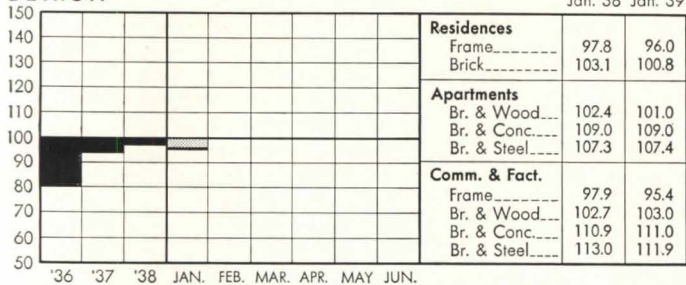 Jan. 38 Jan. 39
150
140
130
120
110
100
90
80
70
60
50
'36 '37 '38 JAN. FEB. MAR. APR. MAY JUN.
Residences
Frame 97.8 96.0
Brick 103.1 100.8
Apartments
Br. & Wood 102.4 101.0
Br. & Conc. 109.0 109.0
Br. & Steel 107.3 107.4
Comm. & Fact.
Frame 97.9 95.4
Br. & Wood 102.7 103.0
Br. & Conc. 110.9 111.0
Br. & Steel 113.0 111.9